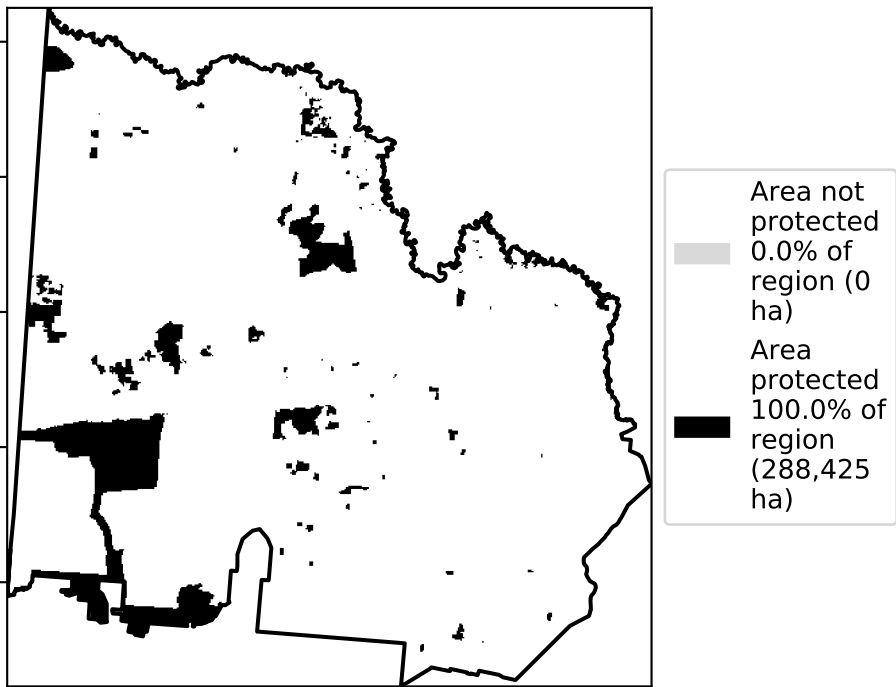 Area not
protected
0.0% of
region (0
ha)
Area
protected
100.0% of
region
(288,425
ha)